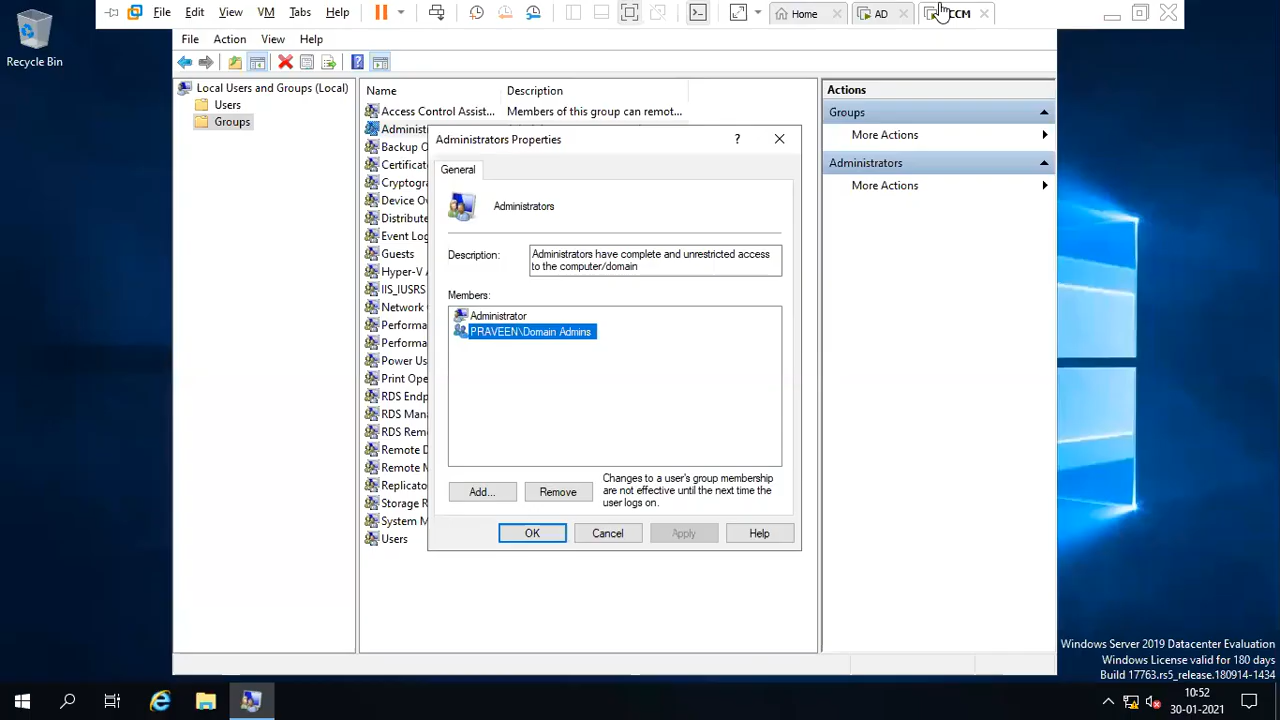 File Edit View VM Tabs Help
Home AD CCM
Recycle Bin
File Action View Help
Local Users and Groups (Local)
Users
Groups
Name Description
Access Control Assist... Members of this group can remot...
Administ
Backup O
Certificat
Cryptogra
Device Ow
Distribute
Event Log
Guests
Hyper-V A
IIS_IUSRS
Network
Performa
Performa
Power Us
Print Ope
RDS Endp
RDS Man
RDS Rem
Remote D
Remote M
Replicato
Storage R
System M
Users
Administrators Properties ?
General
Administrators
Description: Administrators have complete and unrestricted access
to the computer/domain
Members:
Administrator
PRAVEEN\Domain Admins
Add... Remove
Changes to a user's group membership
are not effective until the next time the
user logs on.
OK Cancel Apply Help
Actions
Groups
More Actions
Administrators
More Actions
Windows Server 2019 Datacenter Evaluation
Windows License valid for 180 days
Build 17763.rs5_release.180914-1434
10:52
30-01-2021